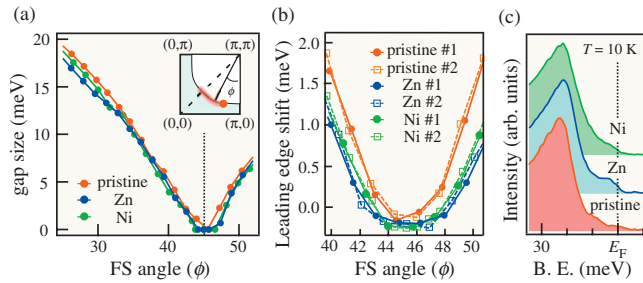 (a)
gap size (meV)
20
15
10
5
0
30
40
50
FS angle (ϕ)
pristine
Zn
Ni
(0,π)
(π,π)
(0,0)
(π,0)
ϕ
(b)
Leading edge shift (meV)
2.0
1.5
1.0
0.5
0.0
40
42
44
46
48
50
FS angle (ϕ)
pristine #1
pristine #2
Zn #1
Zn #2
Ni #1
Ni #2
(c)
Intensity (arb. units)
T = 10 K
Ni
Zn
pristine
30
E_F
B. E. (meV)